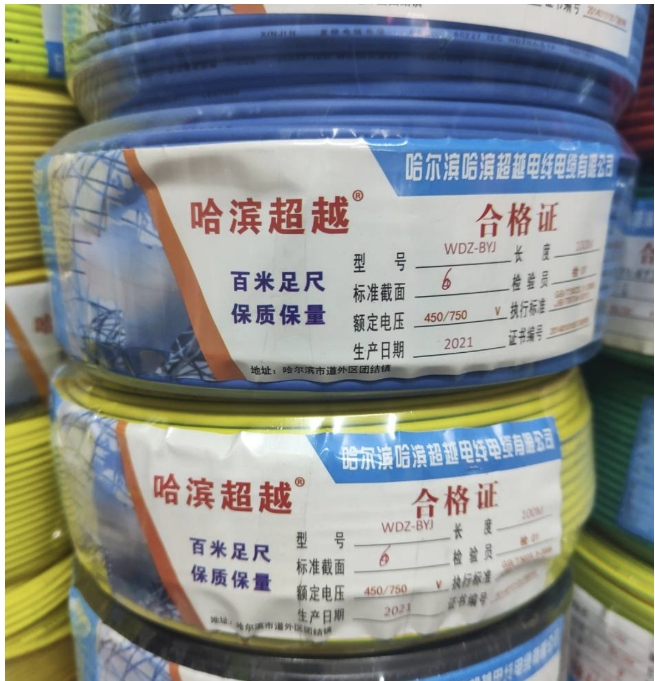 哈尔滨哈滨超越电线电缆有限公司
哈滨超越®
合格证
百米足尺
保质保量
型 号 WDZ-BYJ 长 度
标准截面 6 检验员 检 01
额定电压 450/750 V 执行标准
生产日期 2021 证书编号
地址：哈尔滨市道外区团结镇
哈尔滨哈滨超越电线电缆有限公司
哈滨超越®
合格证
百米足尺
保质保量
型 号 WDZ-BYJ 长 度 100M
标准截面 6 检验员 检 01
额定电压 450/750 V 执行标准
生产日期 2021 证书编号
地址：哈尔滨市道外区团结镇